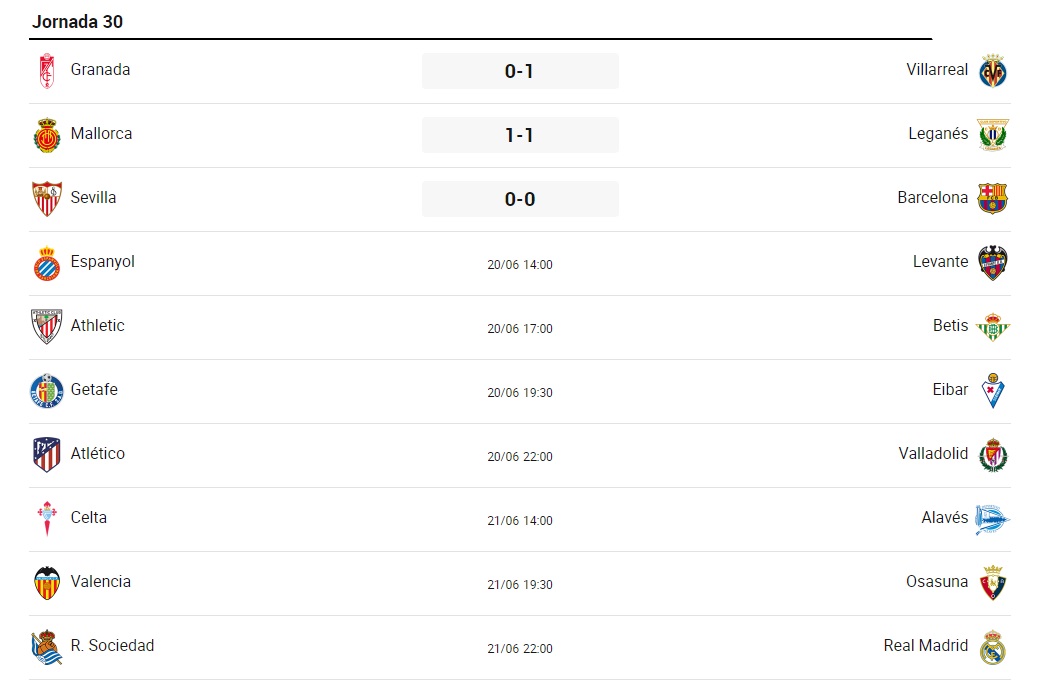 Jornada 30
Granada 0-1 Villarreal
Mallorca 1-1 Leganés
Sevilla 0-0 Barcelona
Espanyol 20/06 14:00 Levante
Athletic 20/06 17:00 Betis
Getafe 20/06 19:30 Eibar
Atlético 20/06 22:00 Valladolid
Celta 21/06 14:00 Alavés
Valencia 21/06 19:30 Osasuna
R. Sociedad 21/06 22:00 Real Madrid